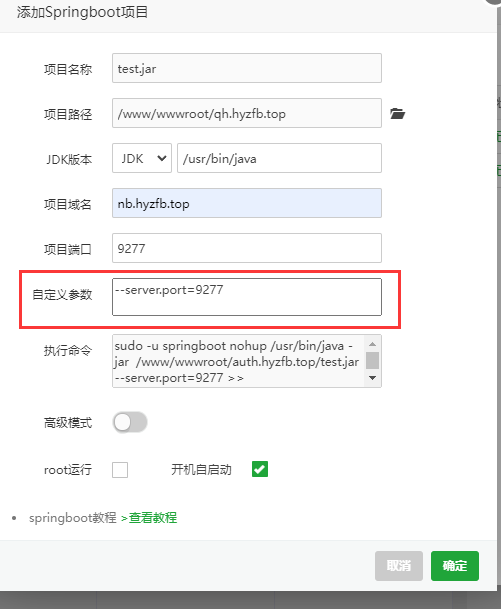 添加Springboot项目
项目名称 test.jar
项目路径 /www/wwwroot/qh.hyzfb.top
JDK版本 JDK /usr/bin/java
项目域名 nb.hyzfb.top
项目端口 9277
自定义参数 --server.port=9277
执行命令 sudo -u springboot nohup /usr/bin/java -
jar /www/wwwroot/auth.hyzfb.top/test.jar
--server.port=9277 >>
高级模式
root运行 开机自启动
springboot教程 >查看教程
取消 确定